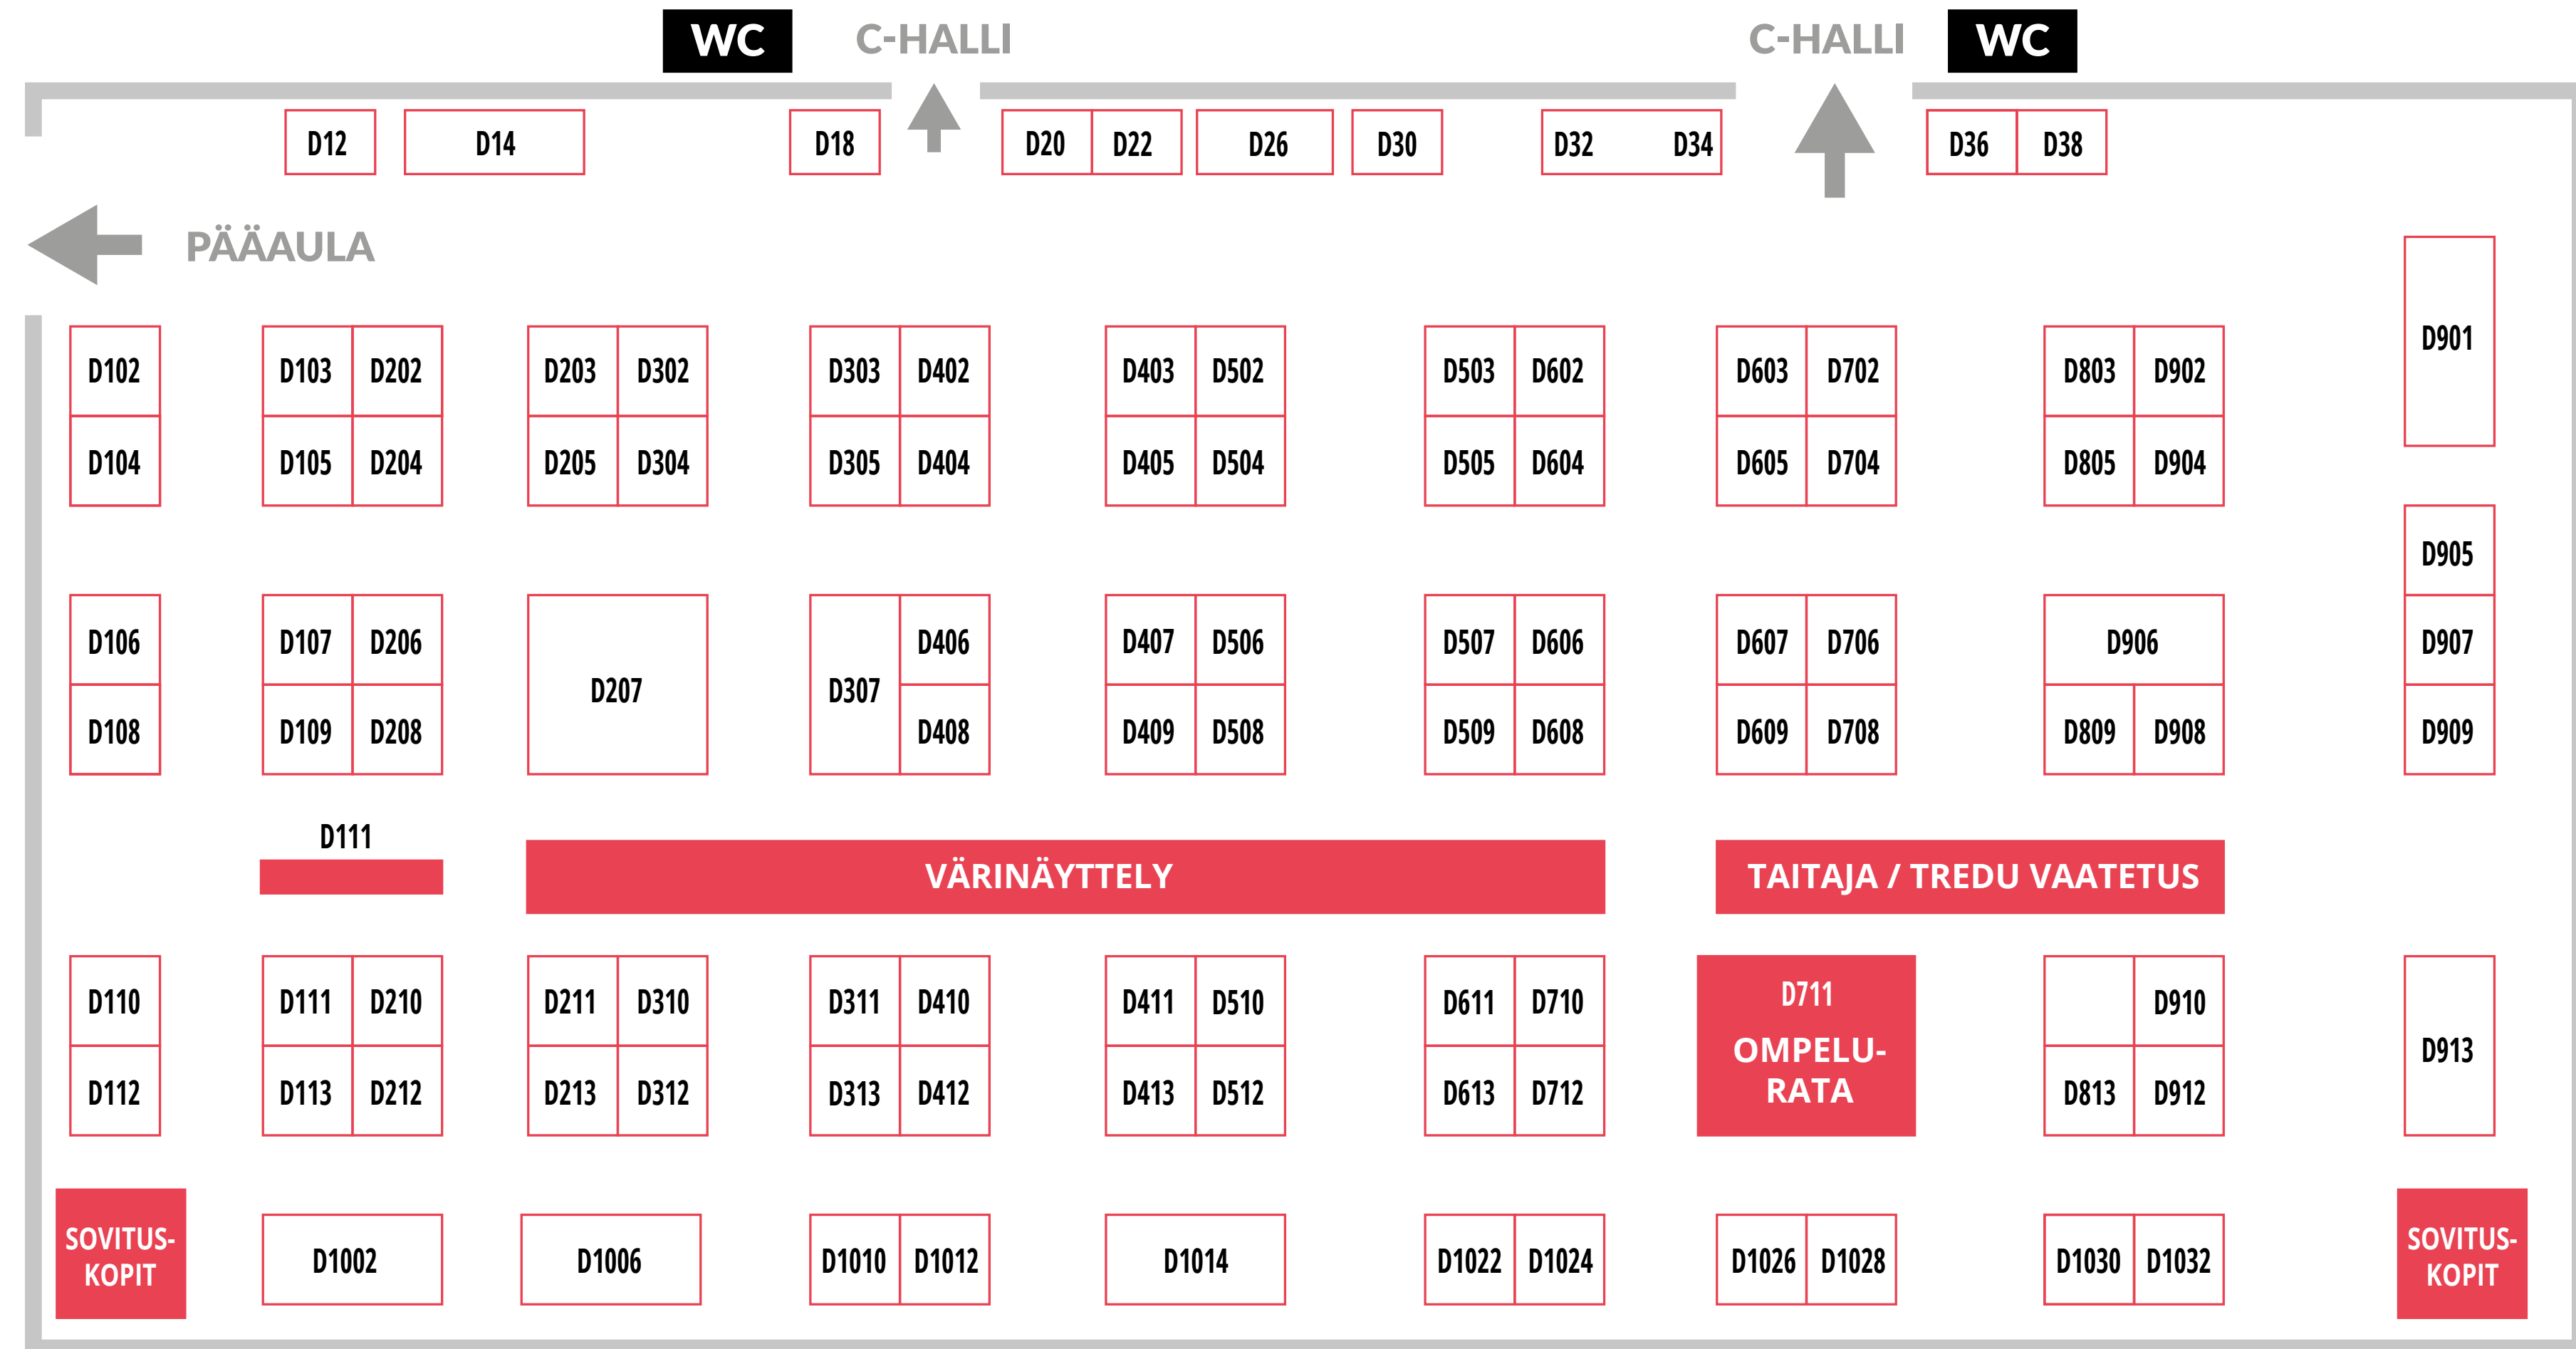 WC C-HALLI C-HALLI WC
D12 D14 D18 D20 D22 D26 D30 D32 D34 D36 D38
PÄÄAULA
D901
D102 D103 D202 D203 D302 D303 D402 D403 D502 D503 D602 D603 D702 D803 D902
D104 D105 D204 D205 D304 D305 D404 D405 D504 D505 D604 D605 D704 D805 D904
D905
D106 D107 D206 D207 D307 D406 D407 D506 D507 D606 D607 D706 D906 D907
D108 D109 D208 D408 D409 D508 D509 D608 D609 D708 D809 D908 D909
D111
VÄRINÄYTTELY TAITAJA / TREDU VAATETUS
D110 D111 D210 D211 D310 D311 D410 D411 D510 D611 D710 D711 D910
OMPELU-
RATA
D913
D112 D113 D212 D213 D312 D313 D412 D413 D512 D613 D712 D813 D912
SOVITUS-
KOPIT
D1002 D1006 D1010 D1012 D1014 D1022 D1024 D1026 D1028 D1030 D1032
SOVITUS-
KOPIT